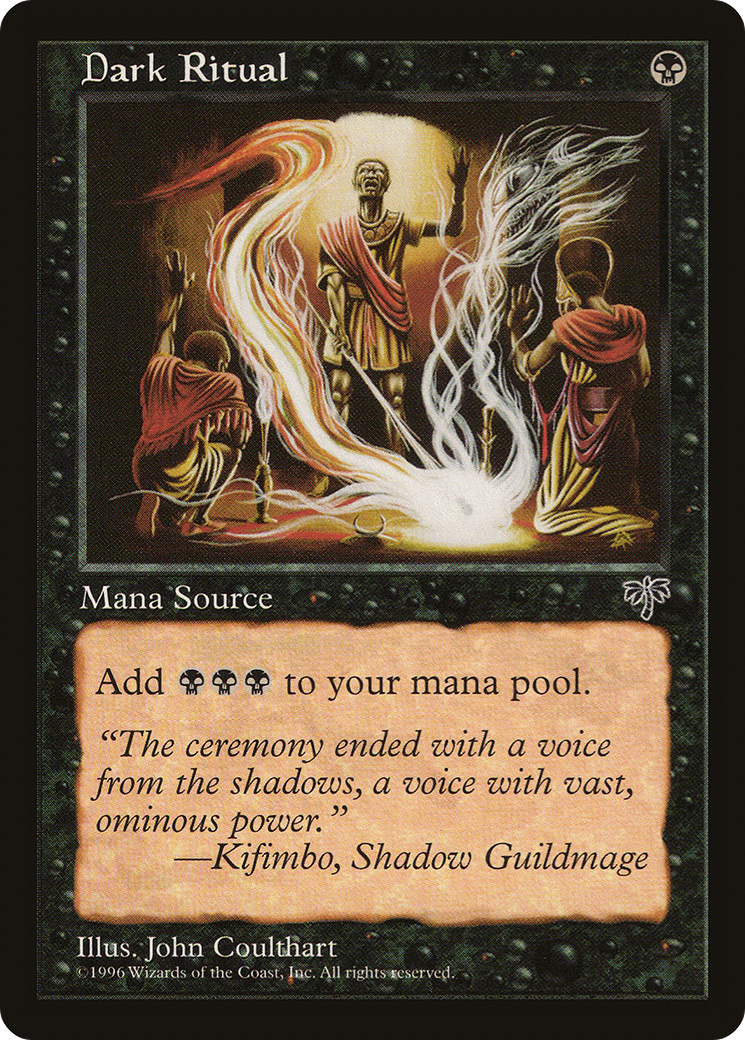 Dark Ritual
Mana Source
Add to your mana pool.
“The ceremony ended with a voice
from the shadows, a voice with vast,
ominous power.”
—Kifimbo, Shadow Guildmage
Illus. John Coulthart
©1996 Wizards of the Coast, Inc. All rights reserved.